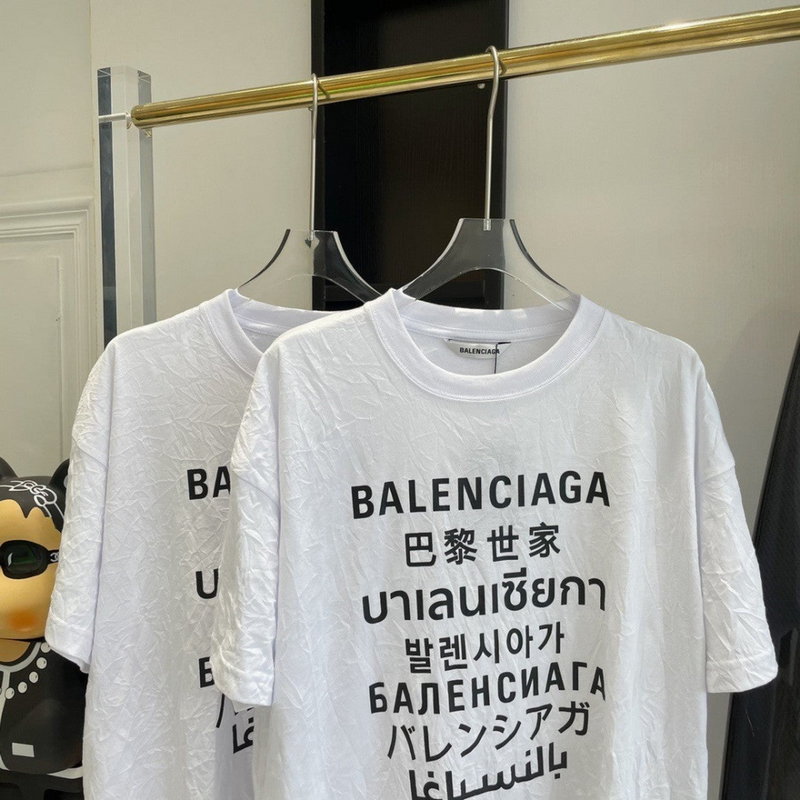 BALENCIAGA
BALENCIAGA
巴黎世家
บาเลนเซียกา
발렌시아가
БАЛЕНСИАГА
バレンシアガ
بالنسياغا
BA